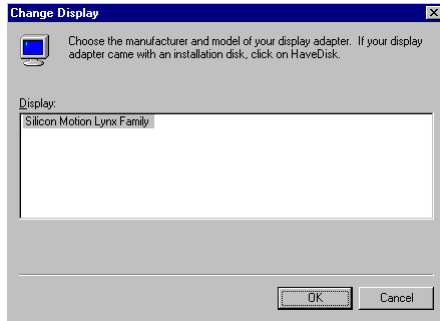 Change Display
Choose the manufacturer and model of your display adapter. If your display
adapter came with an installation disk, click on HaveDisk.
Display:
Silicon Motion Lynx Family
OK
Cancel